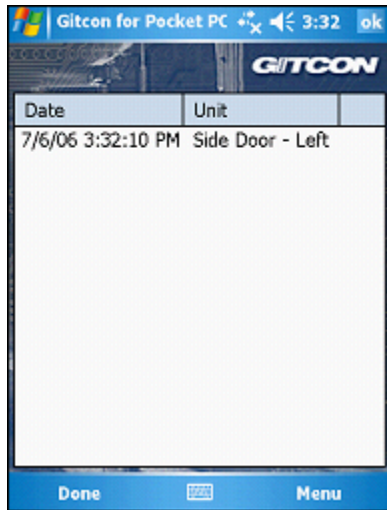 Gitcon for Pocket PC 3:32 ok
GITCON
Date Unit
7/6/06 3:32:10 PM Side Door - Left
Done Menu